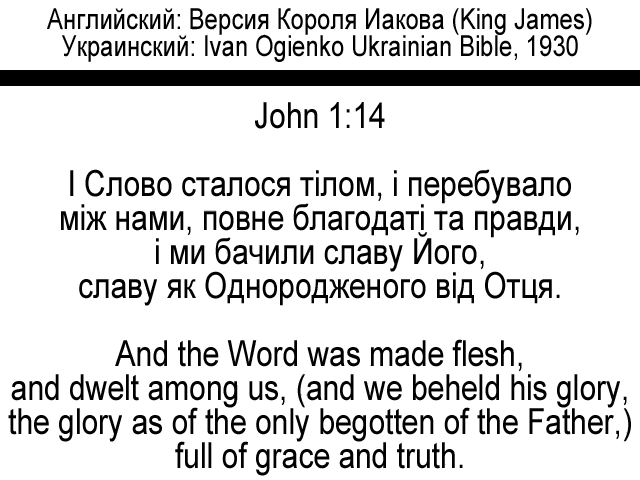 Английский: Версия Короля Иакова (King James)
Украинский: Ivan Ogienko Ukrainian Bible, 1930
John 1:14
І Слово сталося тілом, і перебувало
між нами, повне благодаті та правди,
і ми бачили славу Його,
славу як Однородженого від Отця.
And the Word was made flesh,
and dwelt among us, (and we beheld his glory,
the glory as of the only begotten of the Father,)
full of grace and truth.